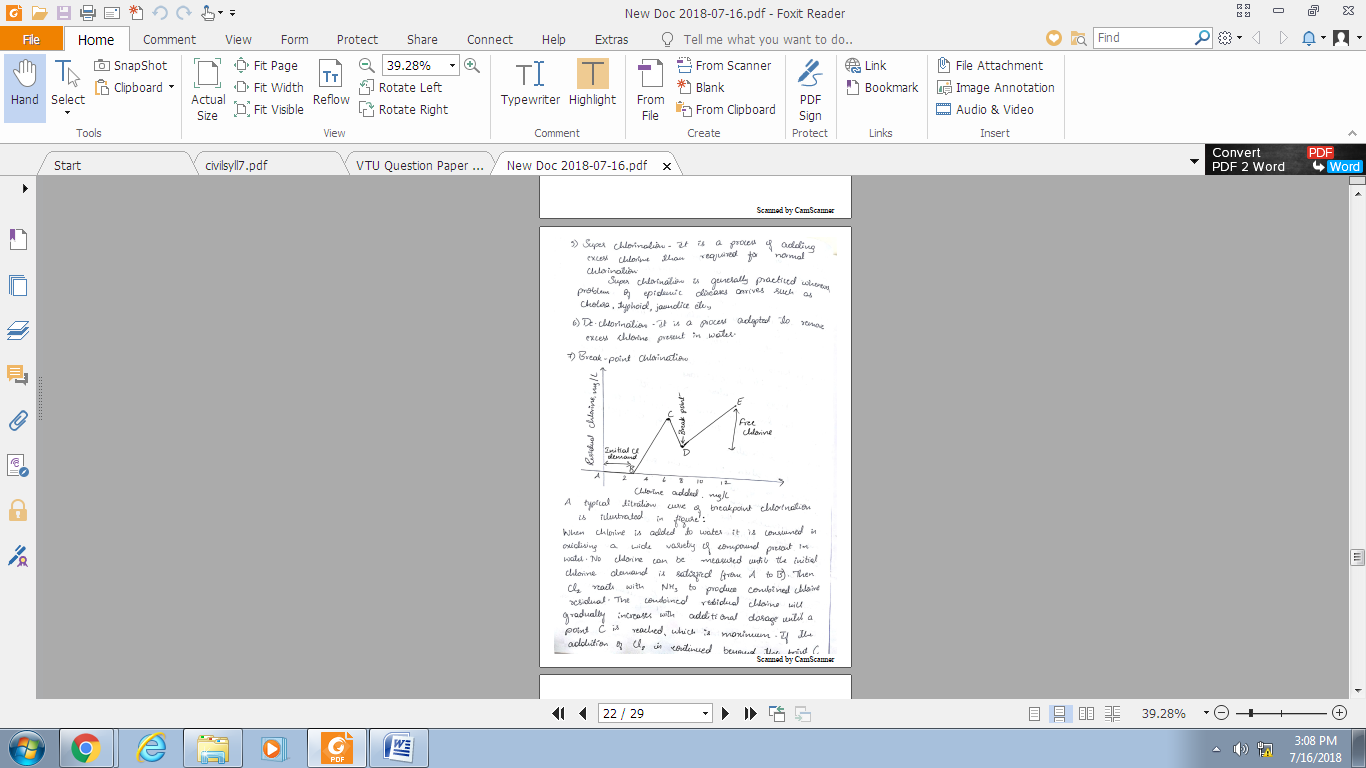 New Doc 2018-07-16.pdf - Foxit Reader
File
Home
Comment
View
Form
Protect
Share
Connect
Help
Extras
Tell me what you want to do..
Find
Hand
Select
SnapShot
Clipboard
Tools
Actual Size
Fit Page
Fit Width
Fit Visible
Reflow
39.28%
Rotate Left
Rotate Right
View
Typewriter
Highlight
Comment
From File
From Scanner
Blank
From Clipboard
Create
PDF Sign
Protect
Link
Bookmark
Links
File Attachment
Image Annotation
Audio & Video
Insert
Start
civilsyll7.pdf
VTU Question Paper ...
New Doc 2018-07-16.pdf
Convert
PDF 2 Word
PDF
Word
Scanned by CamScanner
5) Super chlorination - It is a process of adding
excess chlorine than required for normal
chlorination
Super chlorination is generally practised
problem of epidemic diseases arrives such as
cholera, typhoid, jaundice etc,
6) De-chlorination - It is a process adopted to
excess chlorine present in water.
7) Break-point chlorination
Residual chlorine, mg/L
C
Break point
E
Free
chlorine
Initial Cl
demand
D
A
B
2 4 6 8 10 12
Chlorine added, mg/L
A typical titration curve of breakpoint chlorination
is illustrated in figure:
When chlorine is added to water it is consumed in
oxidising a wide variety of compound present in
water. No chlorine can be measured until the initial
chlorine demand is satisfied (from A to B). Then
Cl2 reacts with NH3 to produce combined
residual. The combined residual chlorine will
gradually increases with additional dosage until a
point C is reached, which is maximum. If the
addition of Cl2 is continued beyond the point C,
Scanned by CamScanner
22 / 29
39.28%
PDF
3:08 PM
7/16/2018